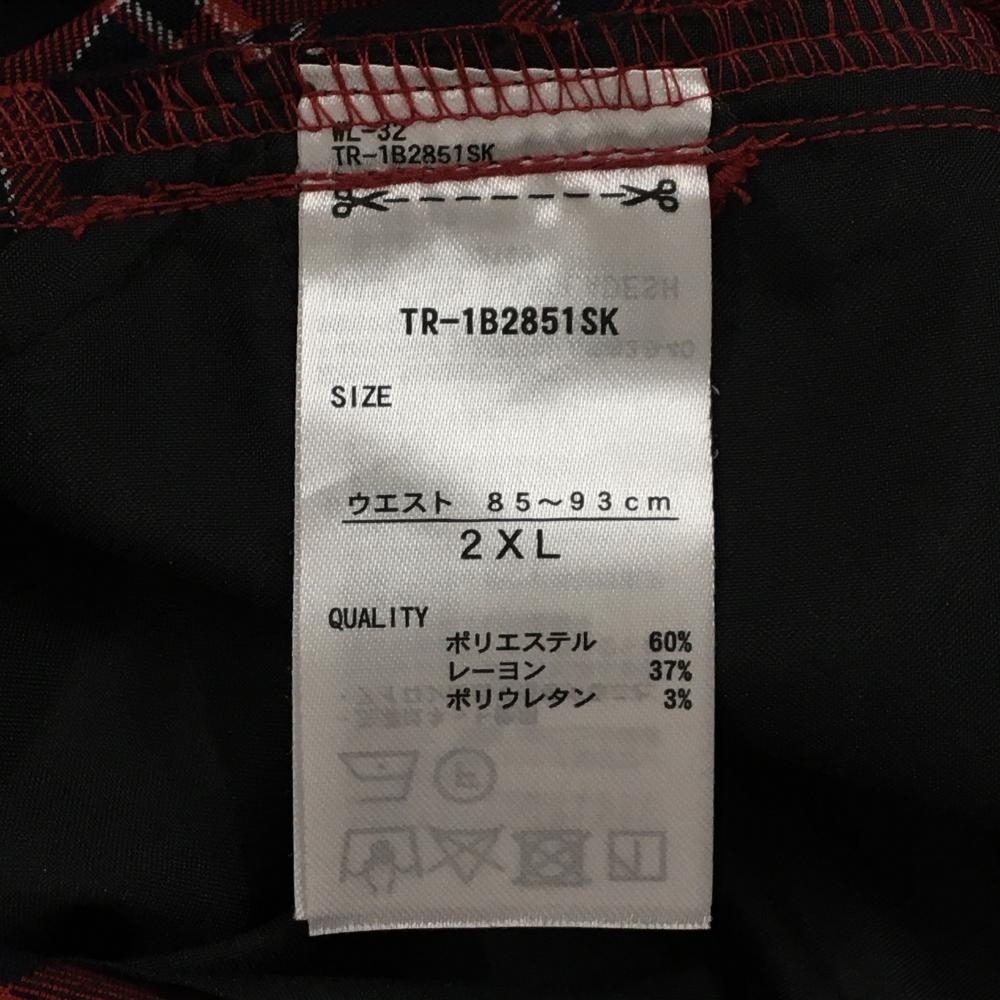 WL-32
TR-1B2851SK
TR-1B2851SK
SIZE
ウエスト 85~93cm
2XL
QUALITY
ポリエステル 60%
レーヨン 37%
ポリウレタン 3%